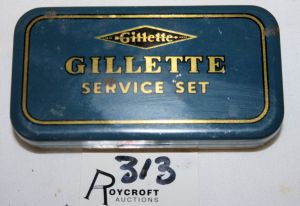 Gillette
GILLETTE
SERVICE SET
313
ROYCROFT
AUCTIONS